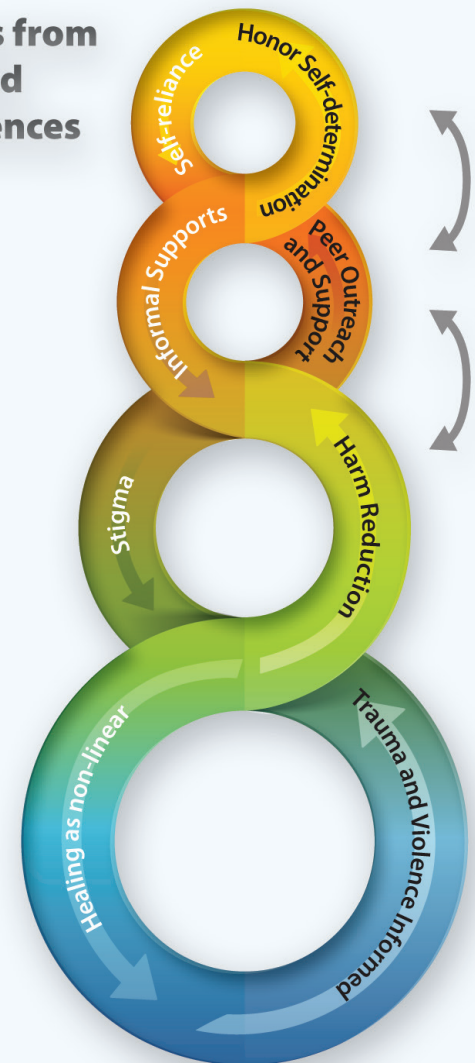 s from
d
ences
Self-reliance
Honor Self-determination
Informal Supports
Peer Outreach
and Support
Stigma
Harm Reduction
Healing as non-linear
Trauma and Violence Informed